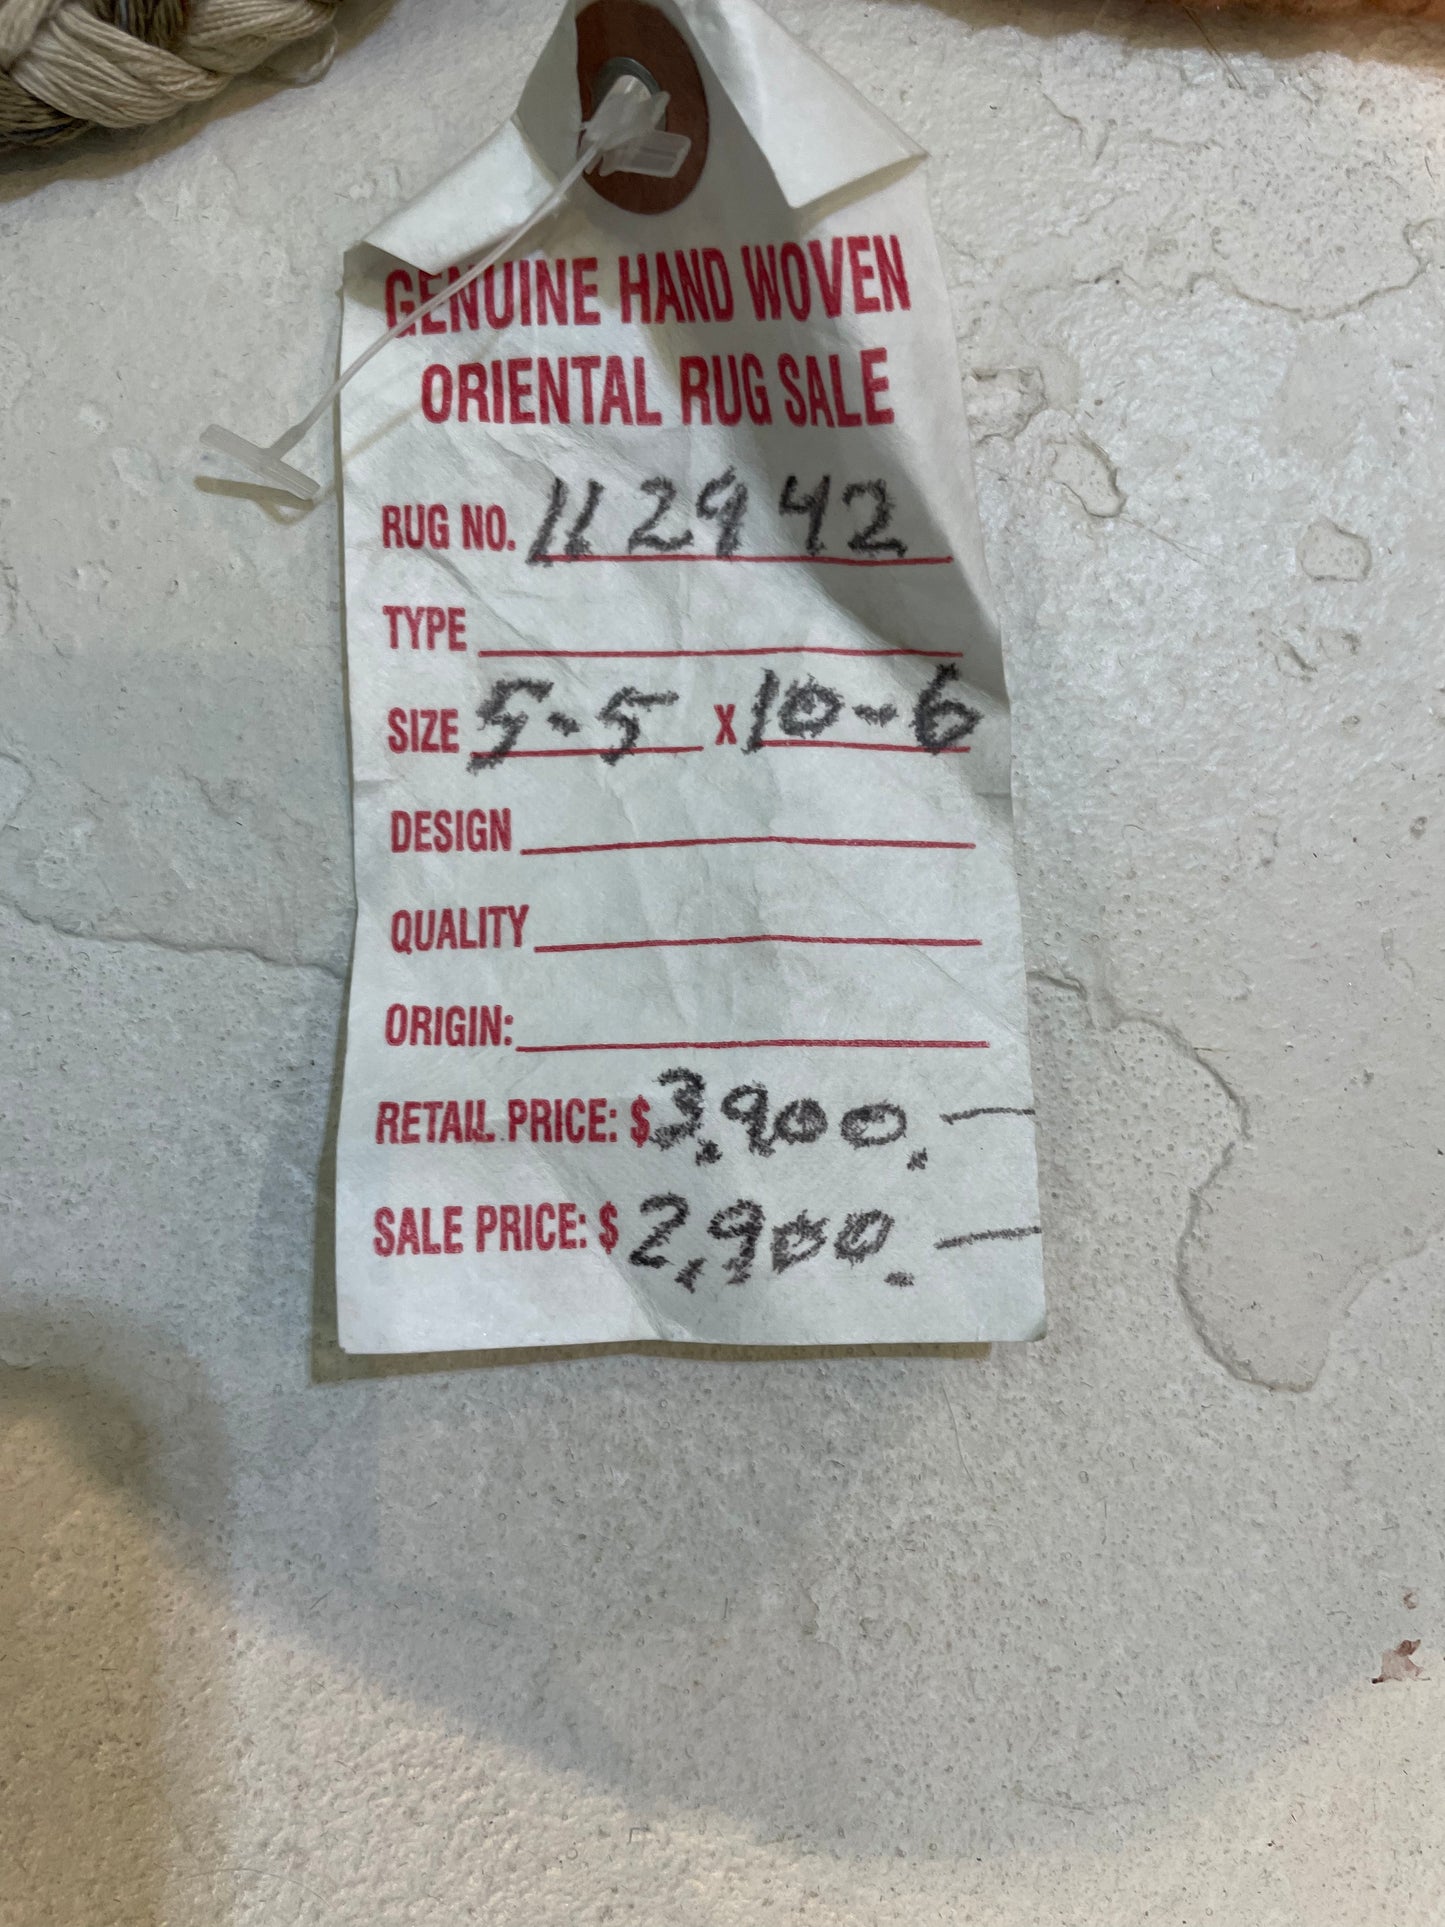 GENUINE HAND WOVEN
ORIENTAL RUG SALE
RUG NO. 112942
TYPE
SIZE 5-5 x 10-6
DESIGN
QUALITY
ORIGIN:
RETAIL PRICE: $3,900.—
SALE PRICE: $2,900.—